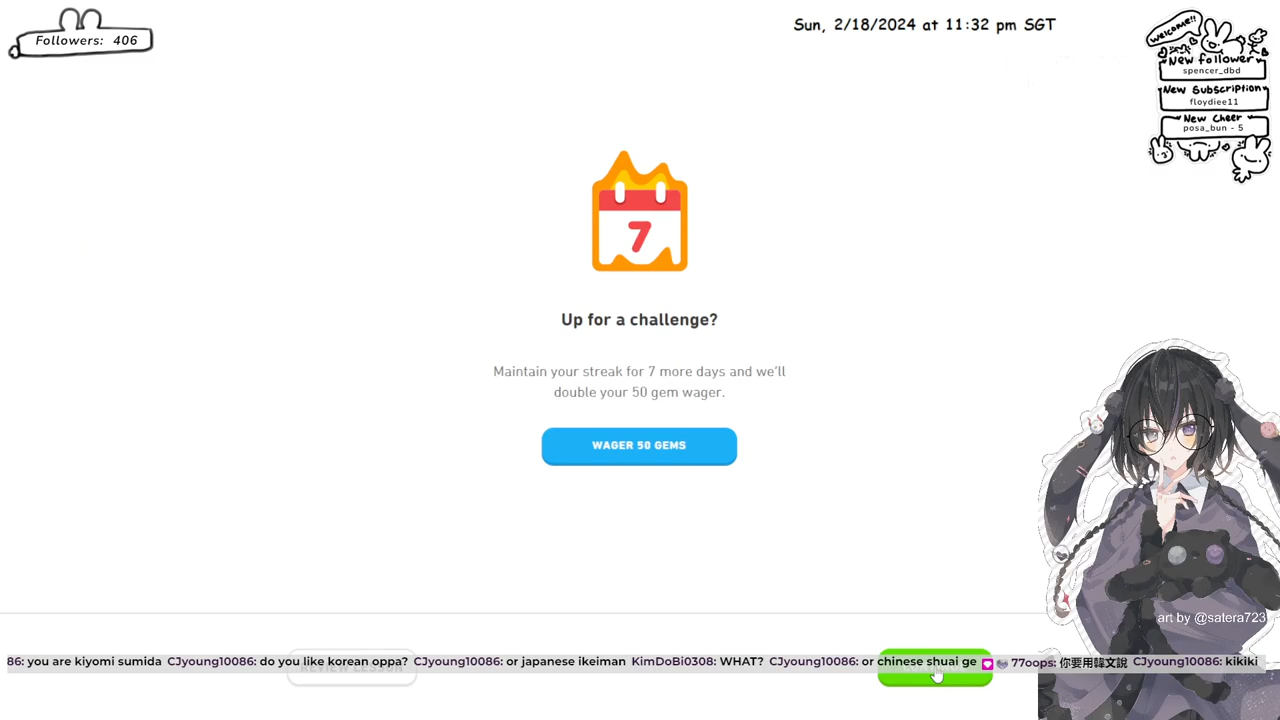 Followers: 406
Sun, 2/18/2024 at 11:32 pm SGT
welcome!!
New follower
spencer_dbd
New Subscription
floydiee11
New Cheer
posa_bun - 5
7
Up for a challenge?
Maintain your streak for 7 more days and we'll
double your 50 gem wager.
WAGER 50 GEMS
art by @satera723
REVIEW LESSON
86: you are kiyomi sumida CJyoung10086: do you like korean oppa? CJyoung10086: or japanese ikeiman KimDoBi0308: WHAT? CJyoung10086: or chinese shuai ge 77oops: 你要用韓文說 CJyoung10086: kikiki